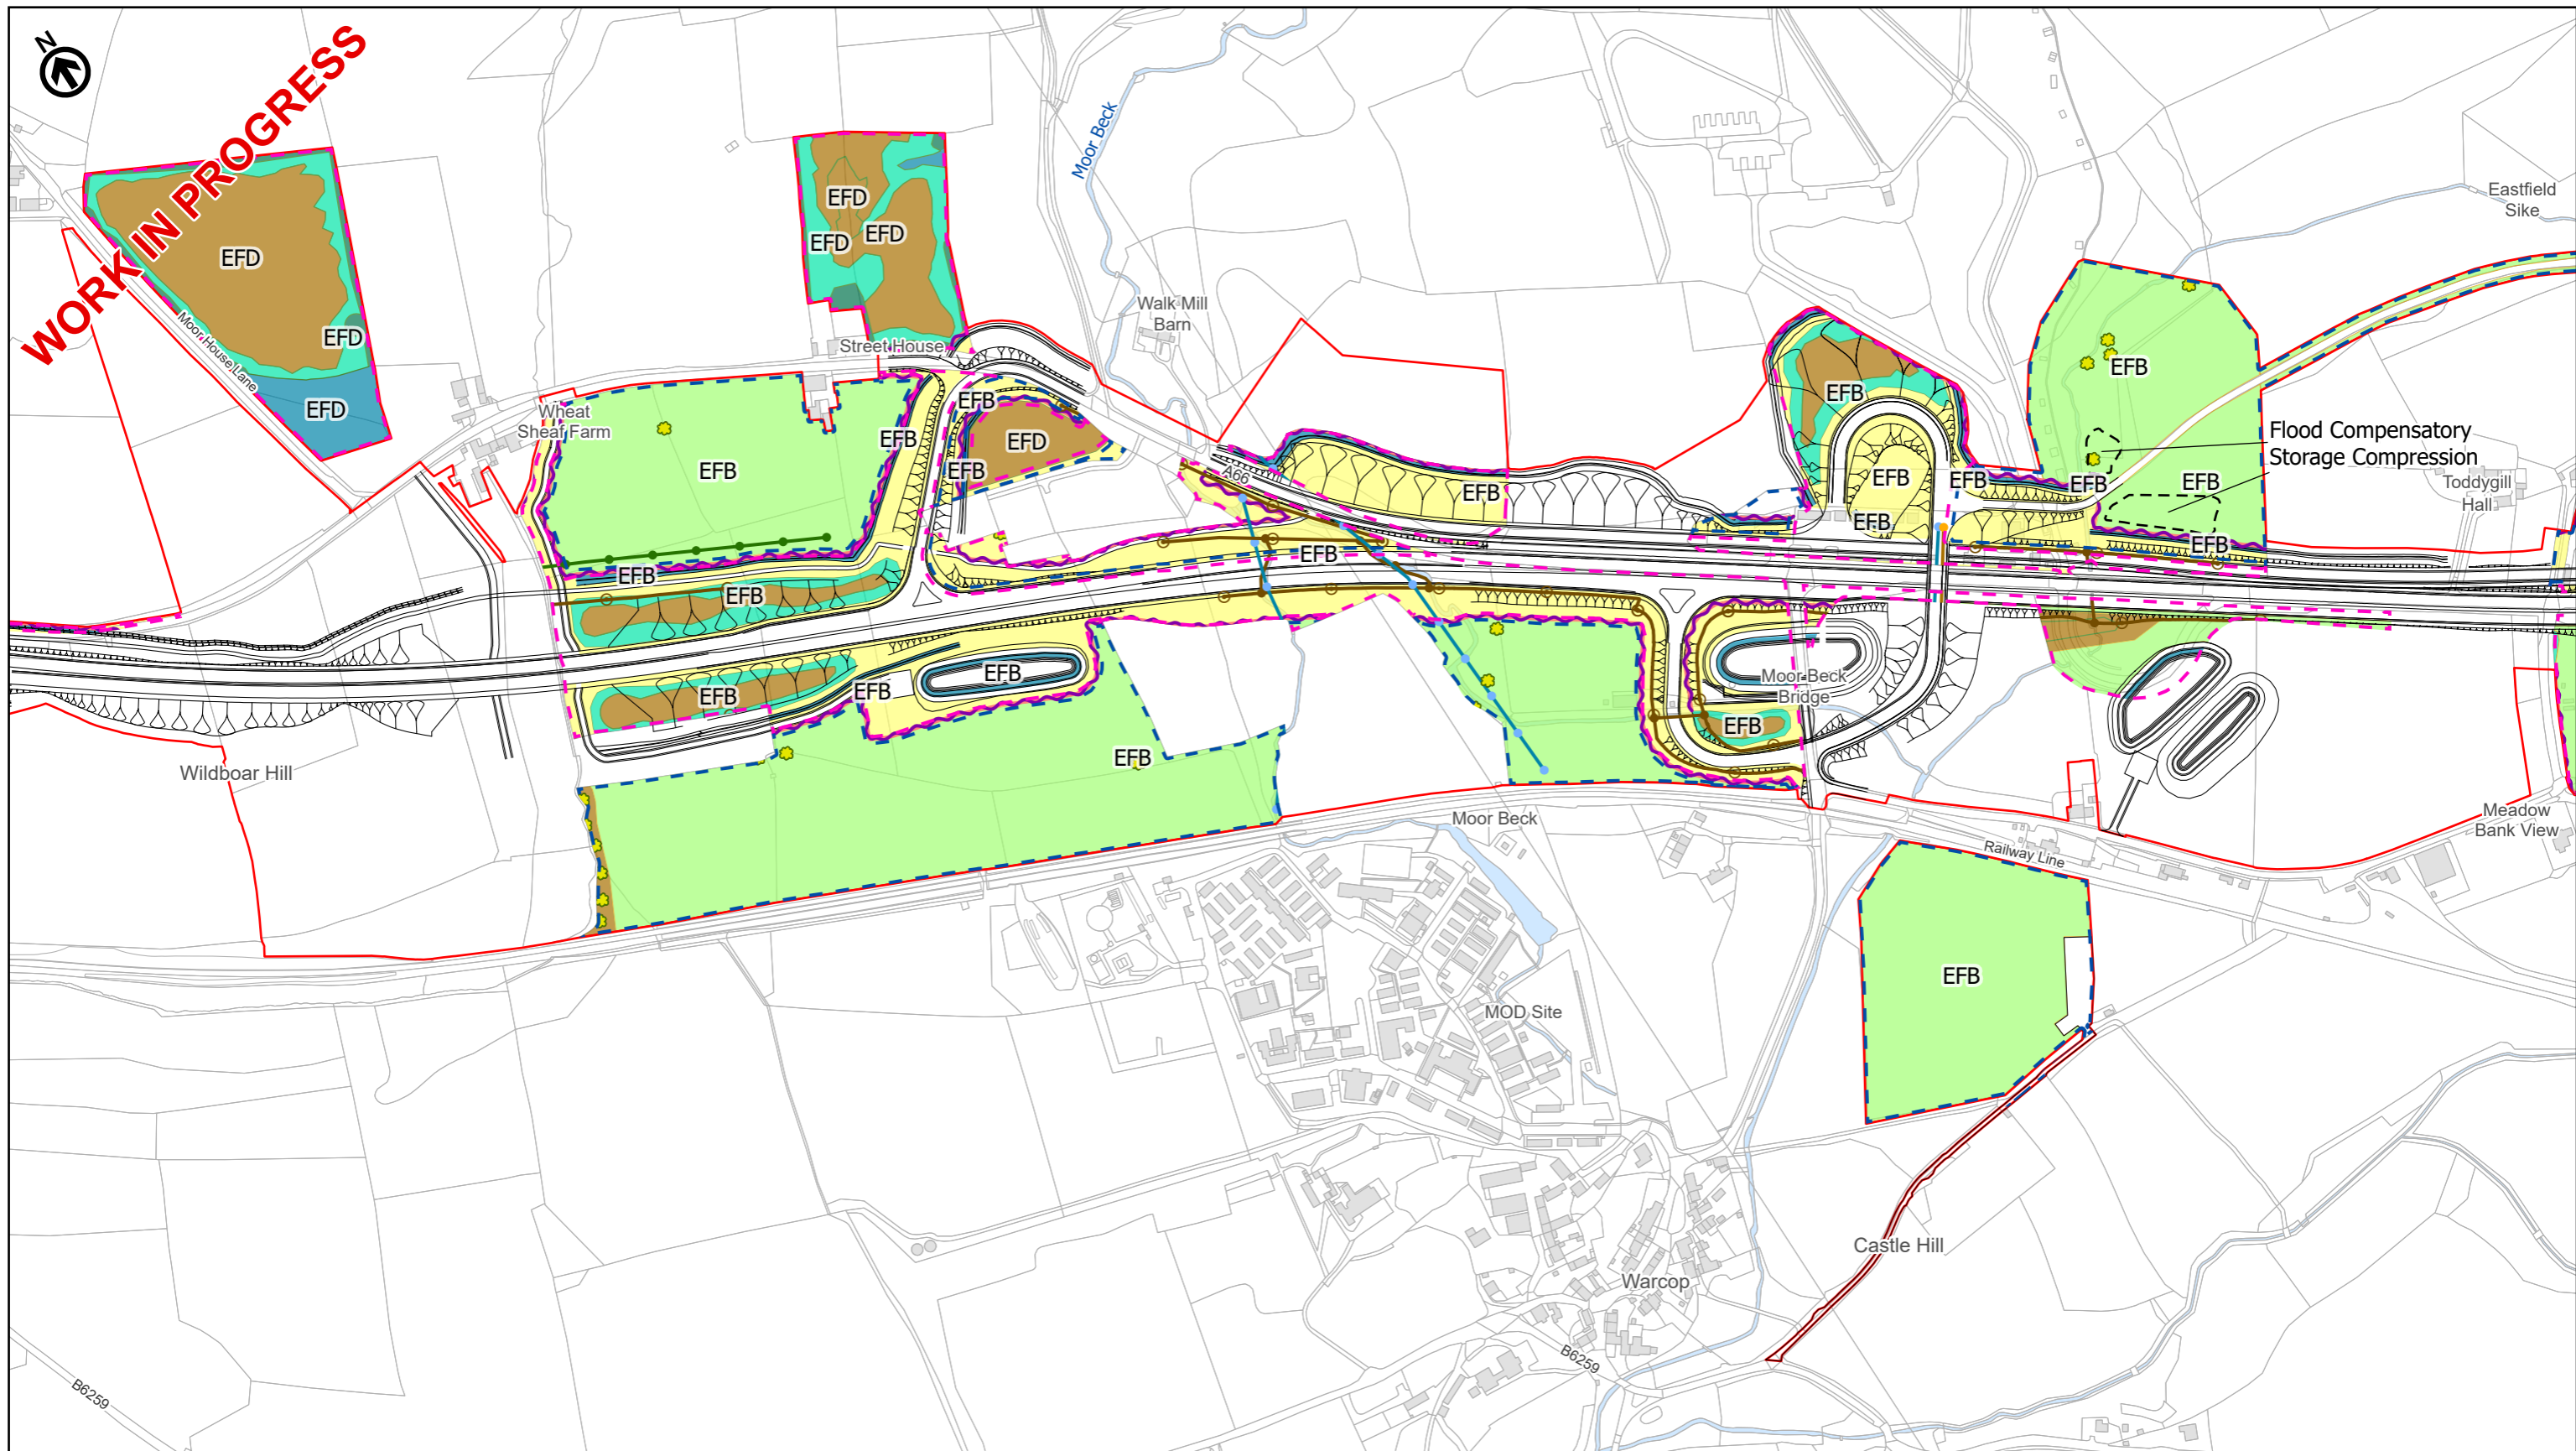 N
WORK IN PROGRESS
Moor Beck
EFD
EFD
EFD
EFD
EFD
EFD
Eastfield
Sike
Walk Mill
Barn
Street House
Moor House Lane
Wheat
Sheaf Farm
EFB
EFB
EFB
EFB
EFD
EFB
EFB
EFB
Flood Compensatory
Storage Compression
A66
EFB
EFB
EFB
EFB
EFB
EFB
EFB
Toddygill
Hall
EFB
EFB
EFB
EFB
EFB
EFB
EFB
EFB
Moor Beck
Bridge
EFB
EFB
Wildboar Hill
Moor Beck
Meadow
Bank View
Railway Line
EFB
MOD Site
Castle Hill
Warcop
B6259
B6259